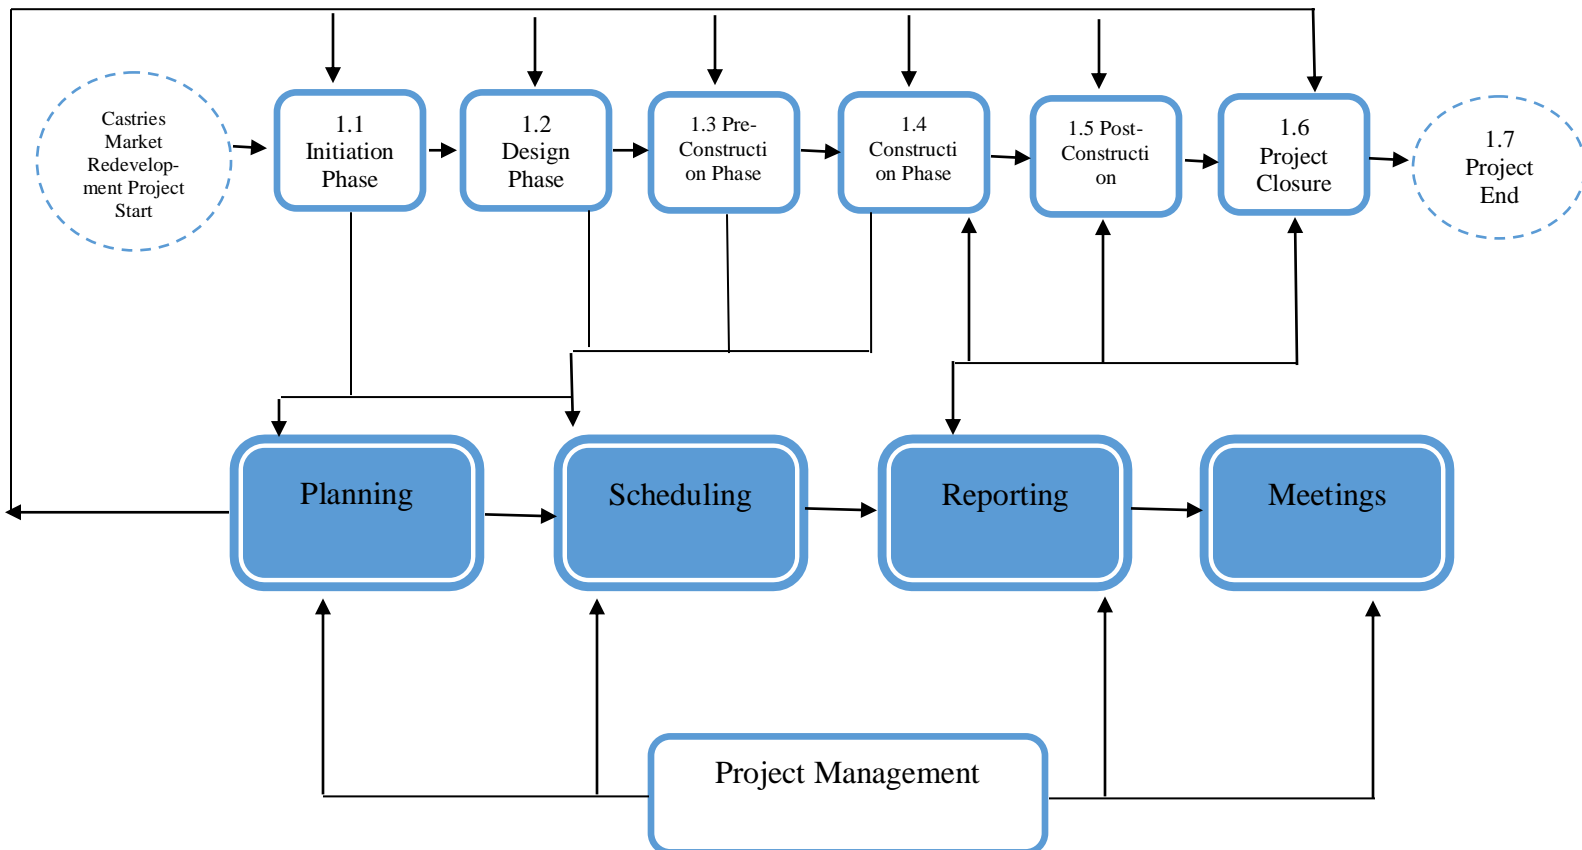 Castries
Market
Redevelop-
ment Project
Start
1.1
Initiation
Phase
1.2
Design
Phase
1.3 Pre-
Constructi
on Phase
1.4
Constructi
on Phase
1.5 Post-
Constructi
on
1.6
Project
Closure
1.7
Project
End
Planning
Scheduling
Reporting
Meetings
Project Management